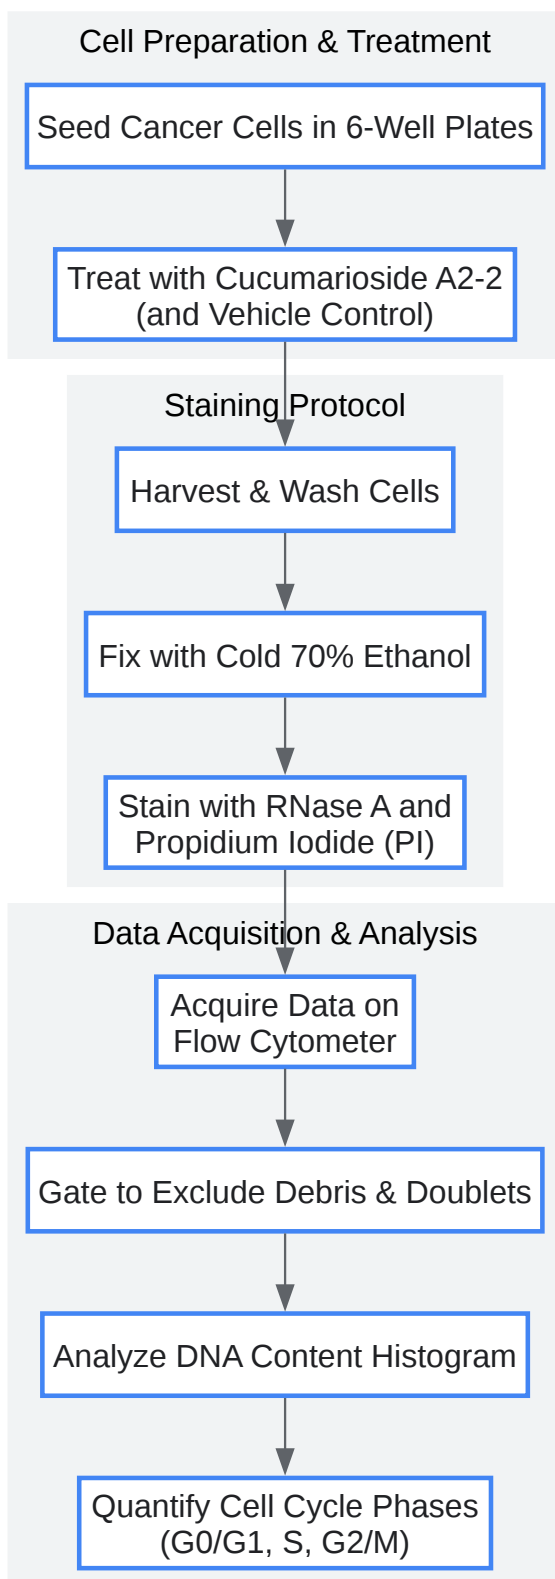 Cell Preparation & Treatment
Seed Cancer Cells in 6-Well Plates
Treat with Cucumarioside A2-2
(and Vehicle Control)
Staining Protocol
Harvest & Wash Cells
Fix with Cold 70% Ethanol
Stain with RNase A and
Propidium Iodide (PI)
Data Acquisition & Analysis
Acquire Data on
Flow Cytometer
Gate to Exclude Debris & Doublets
Analyze DNA Content Histogram
Quantify Cell Cycle Phases
(G0/G1, S, G2/M)